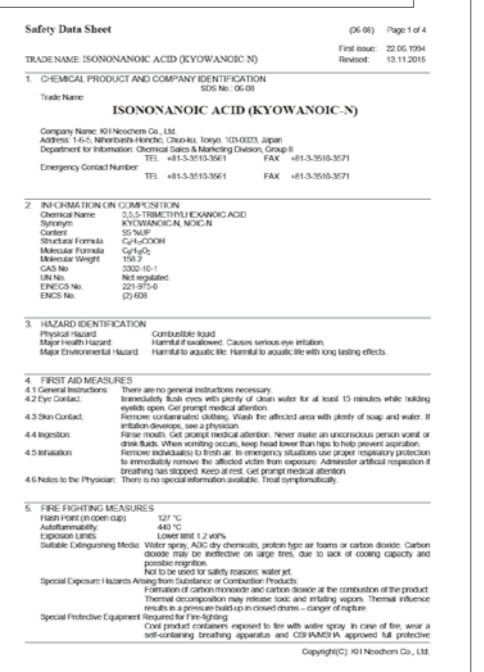 Safety Data Sheet (06-08) Page 1 of 4
First issue: 22.06.1994
TRADE NAME: ISONONANOIC ACID (KYOWANOIC-N) Revised: 13.11.2015
1. CHEMICAL PRODUCT AND COMPANY IDENTIFICATION
SDS No.: 06-08
Trade Name:
ISONONANOIC ACID (KYOWANOIC-N)
Company Name: KH Neochem Co., Ltd.
Address: 1-6-5, Nihonbashi-Honcho, Chuo-ku, Tokyo, 103-0023, Japan
Department for Information: Chemical Sales & Marketing Division, Group II
TEL +81-3-3510-3561 FAX +81-3-3510-3571
Emergency Contact Number
TEL +81-3-3510-3561 FAX +81-3-3510-3571
2. INFORMATION ON COMPOSITION
Chemical Name 3,5,5-TRIMETHYLHEXANOIC ACID
Synonym KYOWANOIC-N, NOIC-N
Content 95 %UP
Structural Formula C₈H₁₇COOH
Molecular Formula C₉H₁₈O₂
Molecular Weight 158.2
CAS No 3302-10-1
UN No. Not regulated.
EINECS No. 221-975-0
ENCS No. (2)-608
3. HAZARD IDENTIFICATION
Physical Hazard: Combustible liquid.
Major Health Hazard: Harmful if swallowed. Causes serious eye irritation.
Major Environmental Hazard: Harmful to aquatic life. Harmful to aquatic life with long lasting effects.
4. FIRST AID MEASURES
4.1 General Instructions: There are no general instructions necessary.
4.2 Eye Contact: Immediately flush eyes with plenty of clean water for at least 15 minutes while holding
eyelids open. Get prompt medical attention.
4.3 Skin Contact: Remove contaminated clothing. Wash the affected area with plenty of soap and water. If
irritation develops, see a physician.
4.4 Ingestion: Rinse mouth. Get prompt medical attention. Never make an unconscious person vomit or
drink fluids. When vomiting occurs, keep head lower than hips to help prevent aspiration.
4.5 Inhalation: Remove individual(s) to fresh air. In emergency situations use proper respiratory protection
to immediately remove the affected victim from exposure. Administer artificial respiration if
breathing has stopped. Keep at rest. Get prompt medical attention.
4.6 Notes to the Physician: There is no special information available. Treat symptomatically.
5. FIRE FIGHTING MEASURES
Flash Point (in open cup): 127 °C
Autoflammability: 440 °C
Explosion Limits: Lower limit 1.2 vol%
Suitable Extinguishing Media: Water spray, ABC dry chemicals, protein type air foams or carbon dioxide. Carbon
dioxide may be ineffective on large fires, due to lack of cooling capacity and
possible reignition.
Not to be used for safety reasons: water jet.
Special Exposure Hazards Arising from Substance or Combustion Products:
Formation of carbon monoxide and carbon dioxide at the combustion of the product.
Thermal decomposition may release toxic and irritating vapors. Thermal influence
results in a pressure build-up in closed drums – danger of rupture.
Special Protective Equipment Required for Fire-fighting:
Cool product containers exposed to fire with water spray. In case of fire, wear a
self-containing breathing apparatus and OSHA/MSHA approved full protective
Copyright(C): KH Neochem Co., Ltd.